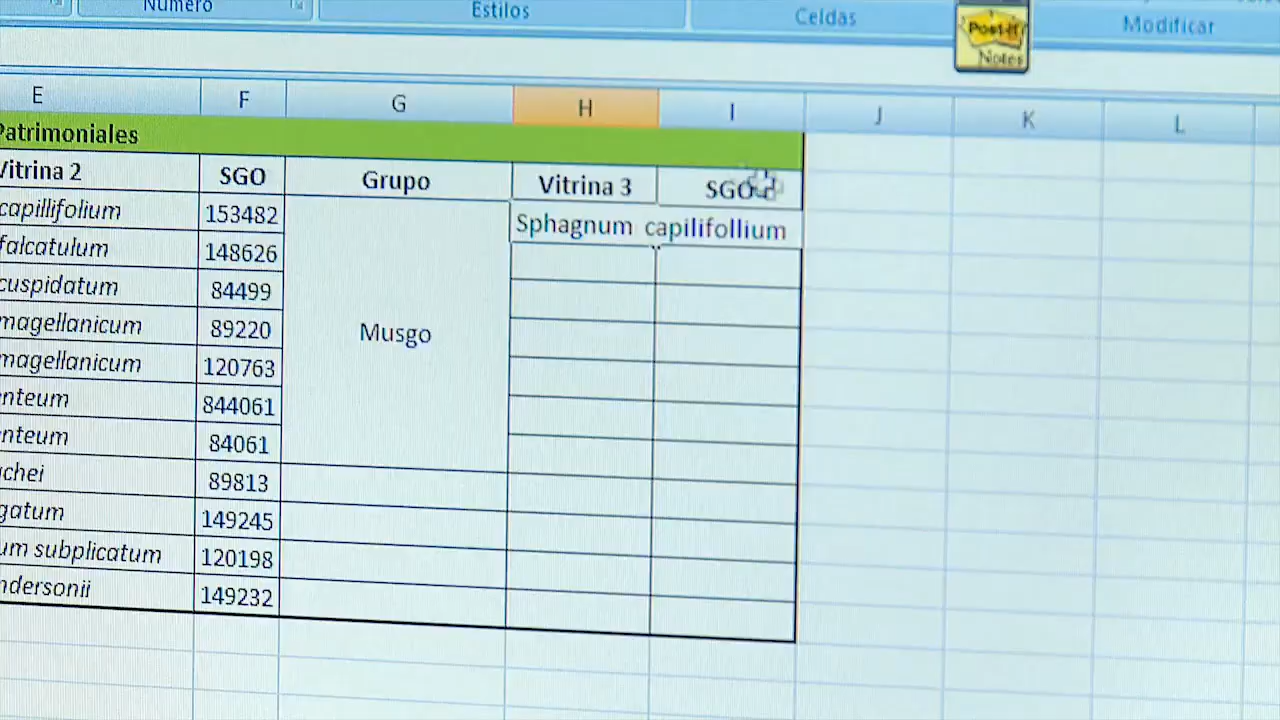 Número Estilos Celdas Modificar
Post-it
Notes
E F G H I J K L
Patrimoniales
Vitrina 2 SGO Grupo Vitrina 3 SGO
capillifolium 153482 Sphagnum capilifollium
falcatulum 148626
cuspidatum 84499
magellanicum 89220 Musgo
magellanicum 120763
enteum 844061
enteum 84061
chei 89813
gatum 149245
um subplicatum 120198
ndersonii 149232